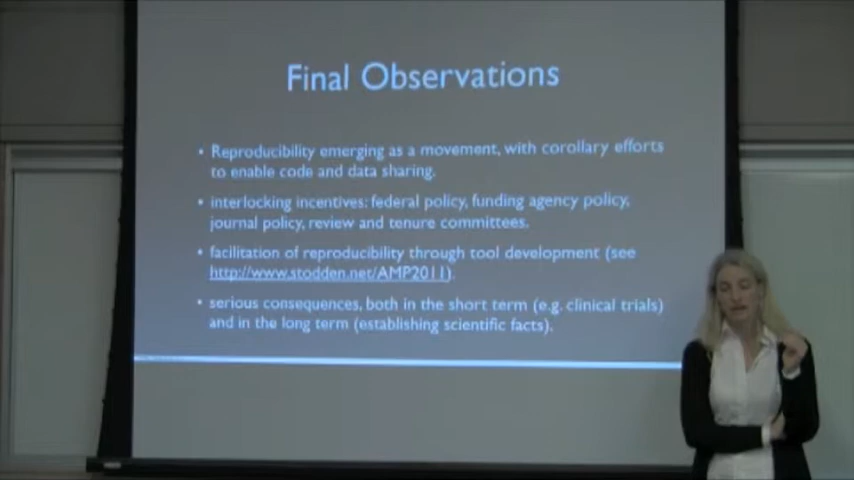 Final Observations
• Reproducibility emerging as a movement, with corollary efforts
to enable code and data sharing.
• interlocking incentives: federal policy, funding agency policy,
journal policy, review and tenure committees.
• facilitation of reproducibility through tool development (see
http://www.stodden.net/AMP2011).
• serious consequences, both in the short term (e.g. clinical trials)
and in the long term (establishing scientific facts).